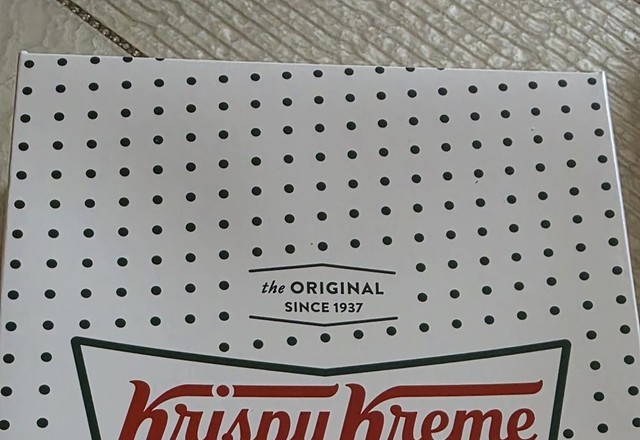 the ORIGINAL
SINCE 1937
Krispy Kreme